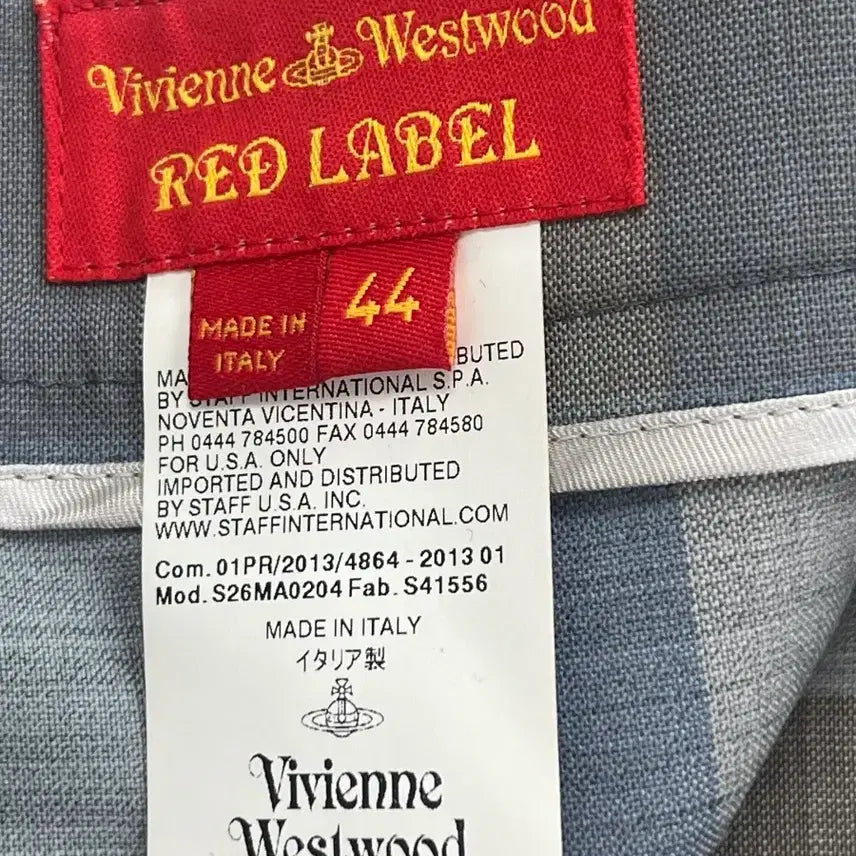 Vivienne Westwood
RED LABEL
MADE IN
ITALY
44
BUTED
BY STAFF INTERNATIONAL S.P.A.
NOVENTA VICENTINA - ITALY
PH 0444 784500 FAX 0444 784580
FOR U.S.A. ONLY
IMPORTED AND DISTRIBUTED
BY STAFF U.S.A. INC.
WWW.STAFFINTERNATIONAL.COM
Com. 01PR/2013/4864 - 2013 01
Mod. S26MA0204 Fab. S41556
MADE IN ITALY
イタリア製
Vivienne
Westwood